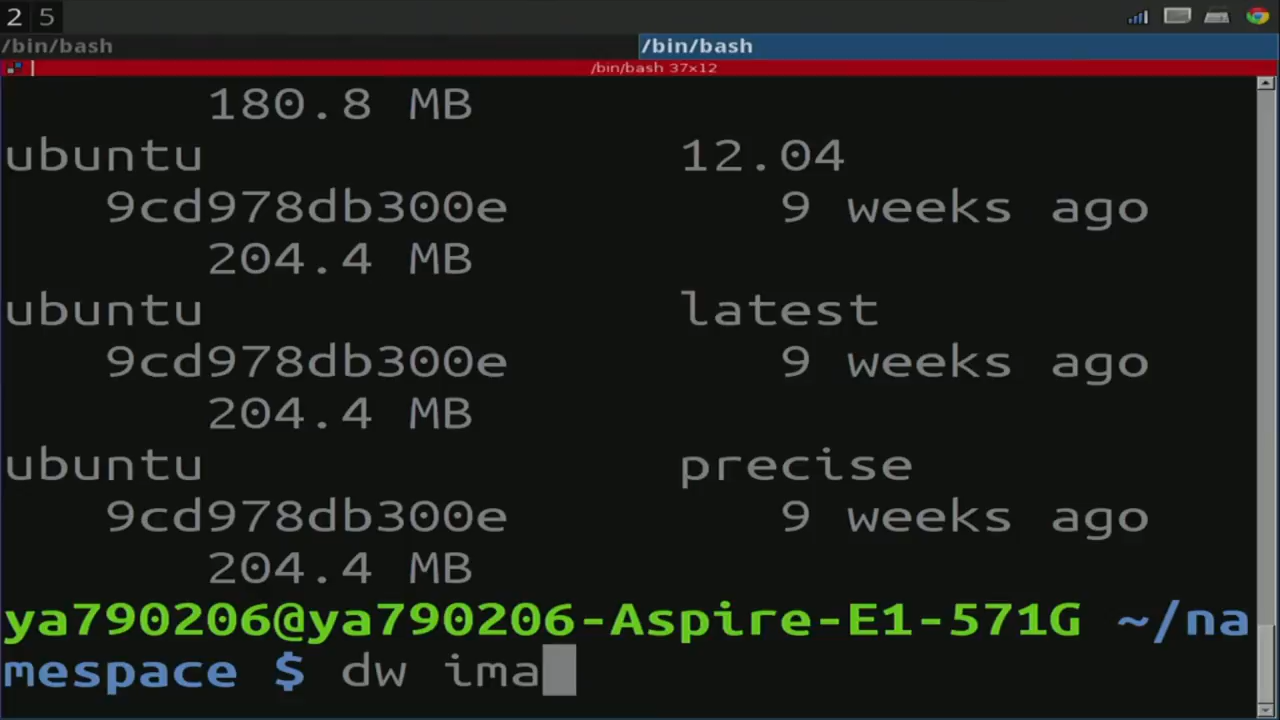 2 5
/bin/bash /bin/bash
/bin/bash 37×12
180.8 MB
ubuntu 12.04
9cd978db300e 9 weeks ago
204.4 MB
ubuntu latest
9cd978db300e 9 weeks ago
204.4 MB
ubuntu precise
9cd978db300e 9 weeks ago
204.4 MB
ya790206@ya790206-Aspire-E1-571G ~/na
mespace $ dw ima